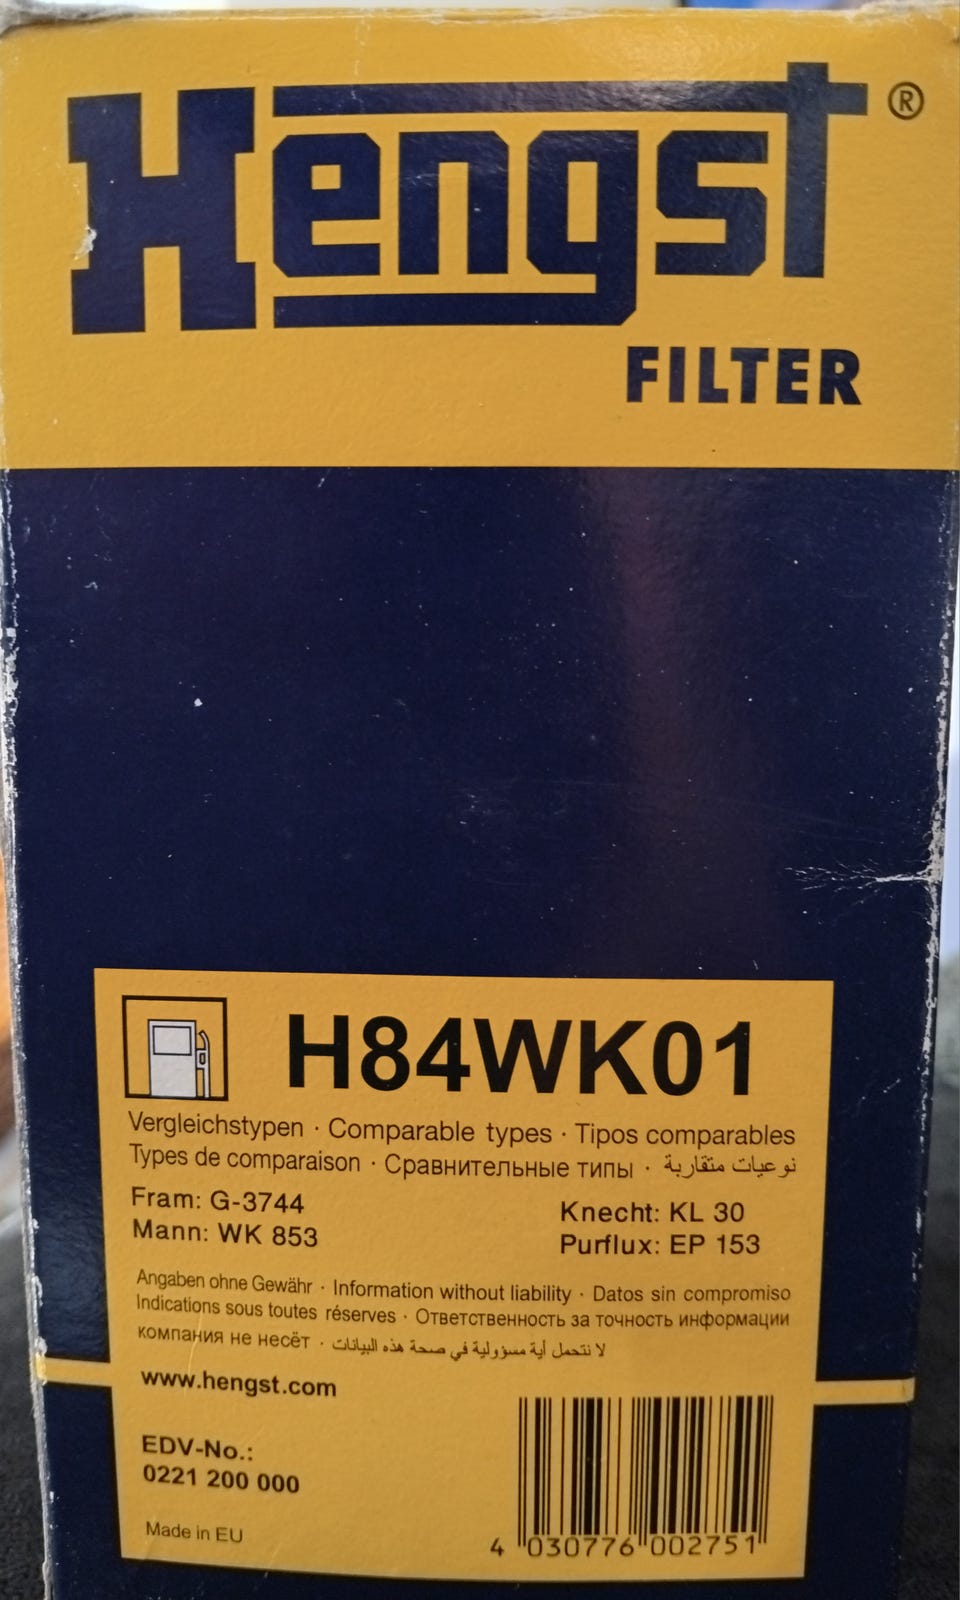 Hengst®
FILTER
H84WK01
Vergleichstypen · Comparable types · Tipos comparables
Types de comparaison · Сравнительные типы · نوعيات متقاربة
Fram: G-3744
Mann: WK 853
Knecht: KL 30
Purflux: EP 153
Angaben ohne Gewähr · Information without liability · Datos sin compromiso
Indications sous toutes réserves · Ответственность за точность информации
компания не несёт · لا نتحمل أية مسؤولية في صحة هذه البيانات
www.hengst.com
EDV-No.:
0221 200 000
Made in EU
4 030776 002751